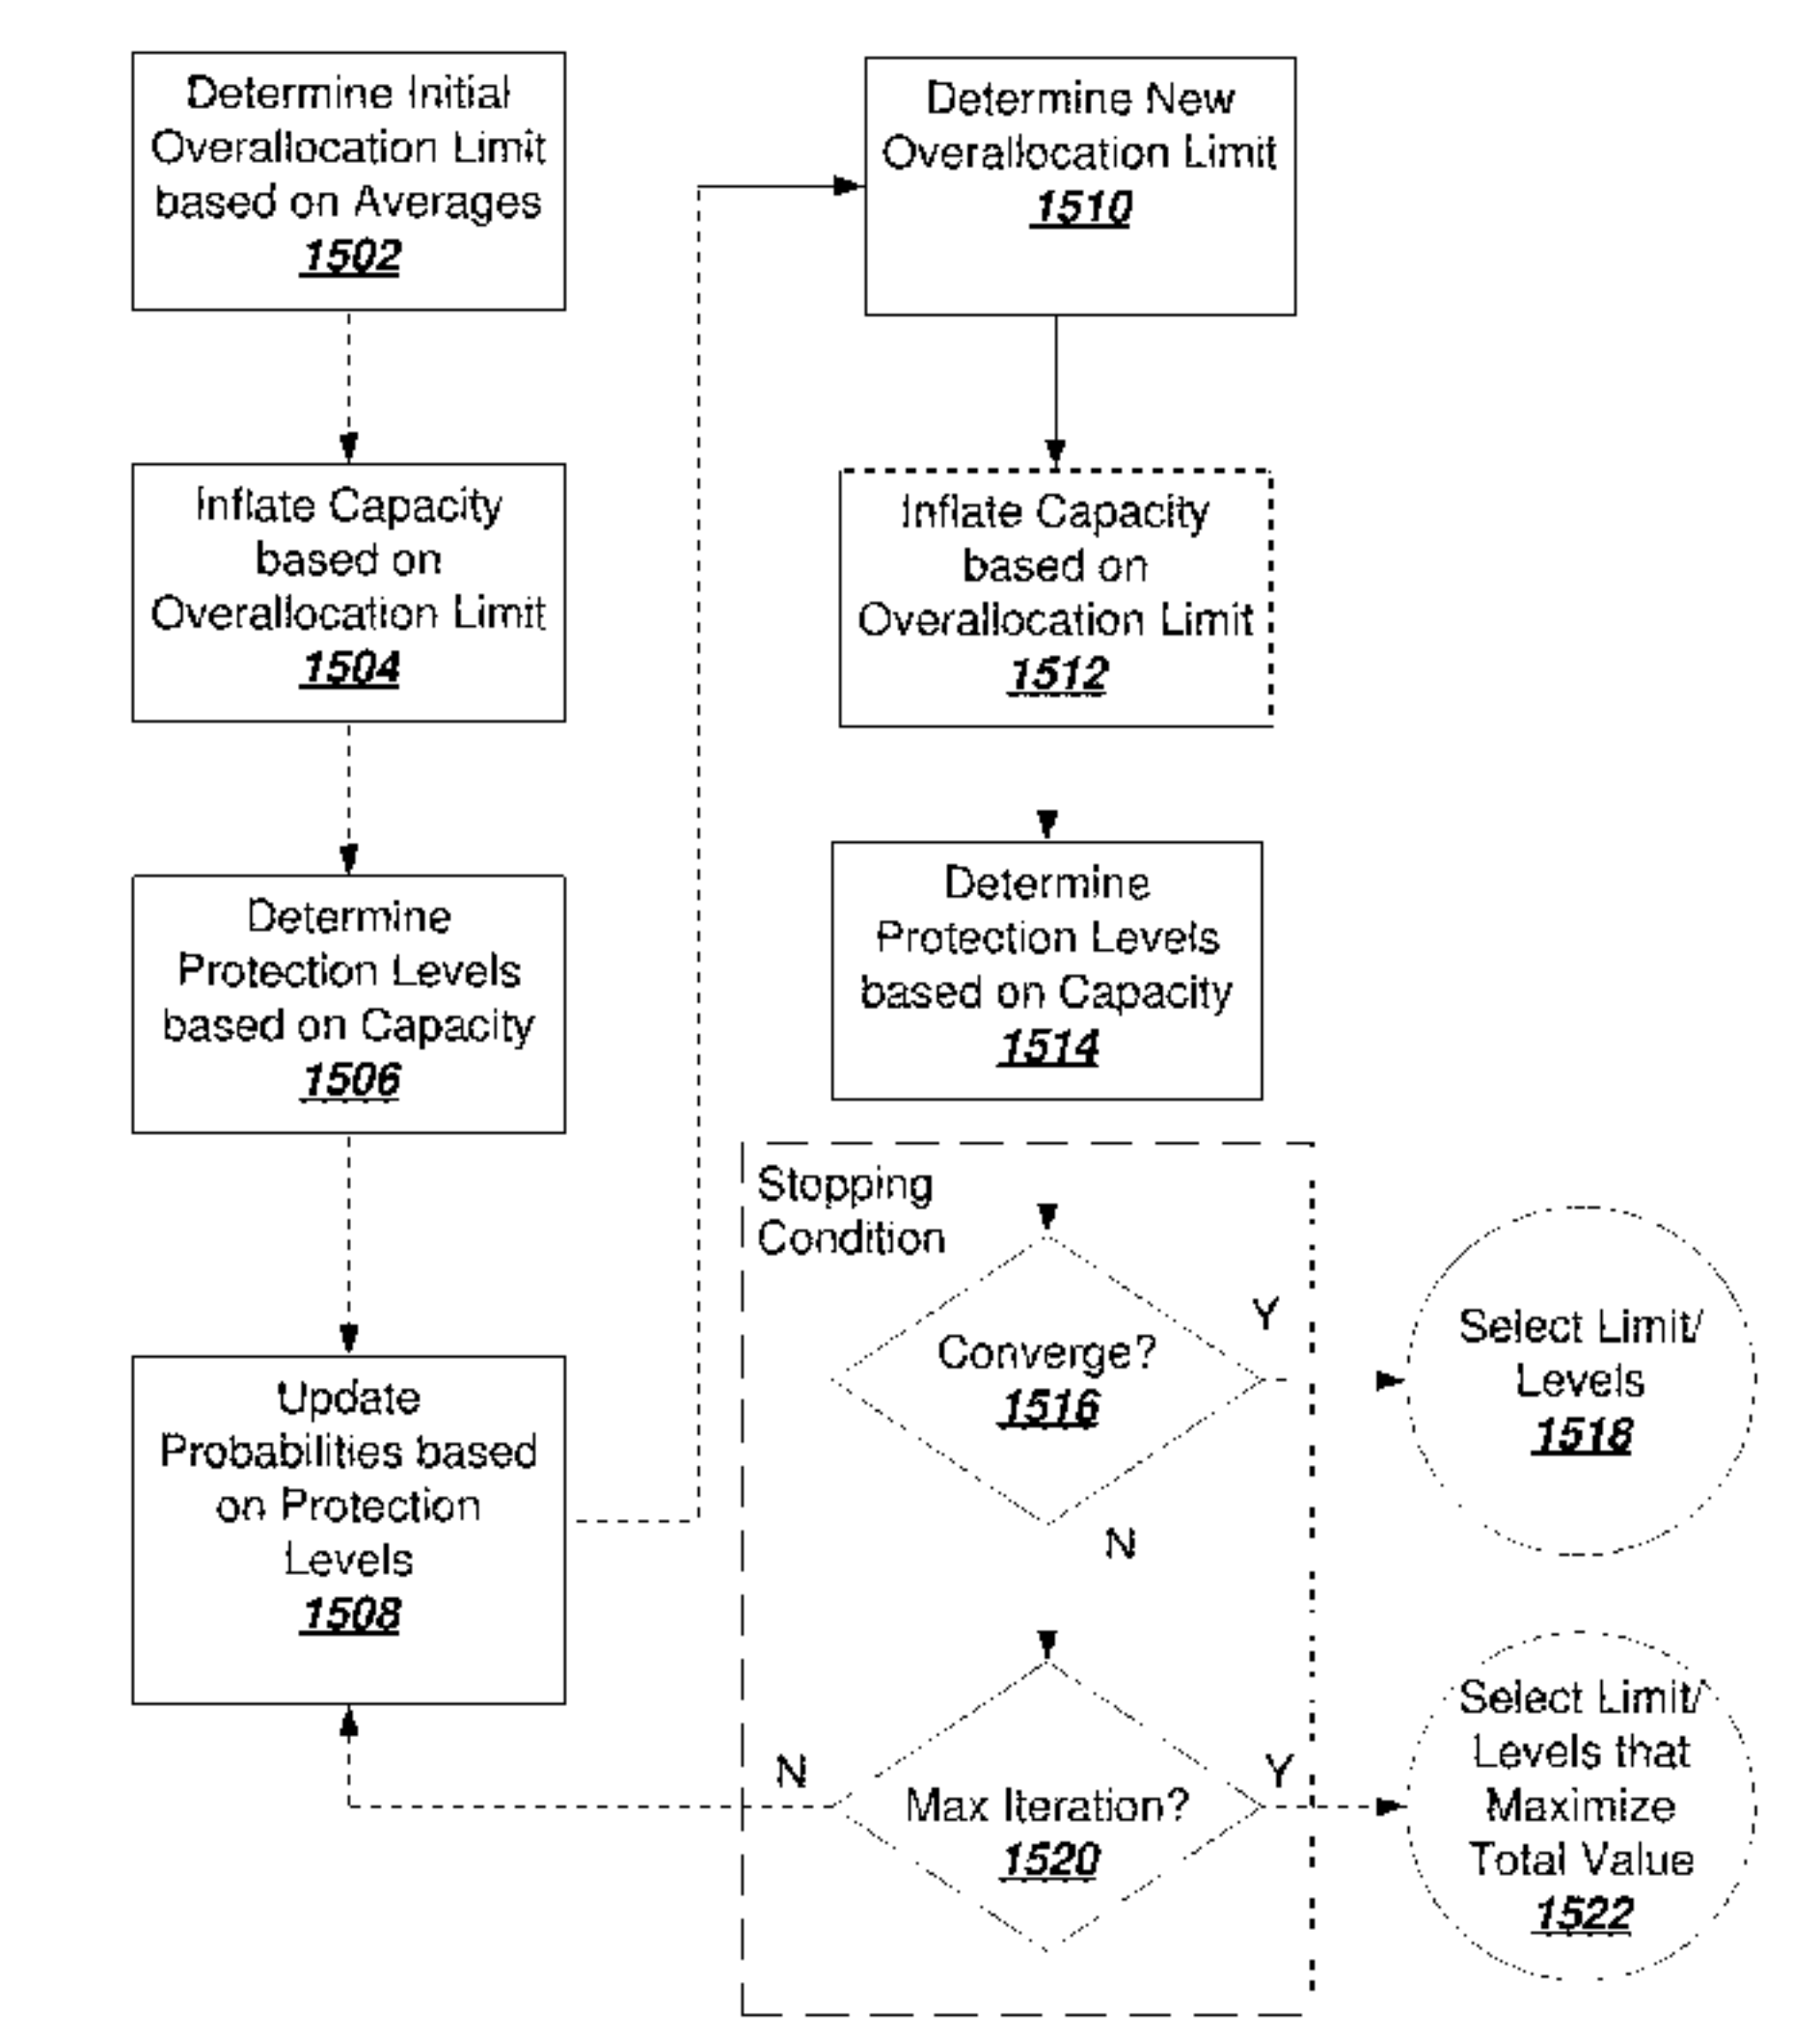 Determine Initial
Overallocation Limit
based on Averages
1502
Inflate Capacity
based on
Overallocation Limit
1504
Determine
Protection Levels
based on Capacity
1506
Update
Probabilities based
on Protection
Levels
1508
Determine New
Overallocation Limit
1510
Inflate Capacity
based on
Overallocation Limit
1512
Determine
Protection Levels
based on Capacity
1514
Stopping
Condition
Converge?
1516
Y
N
Select Limit/
Levels
1518
Max Iteration?
1520
N
Y
Select Limit/
Levels that
Maximize
Total Value
1522